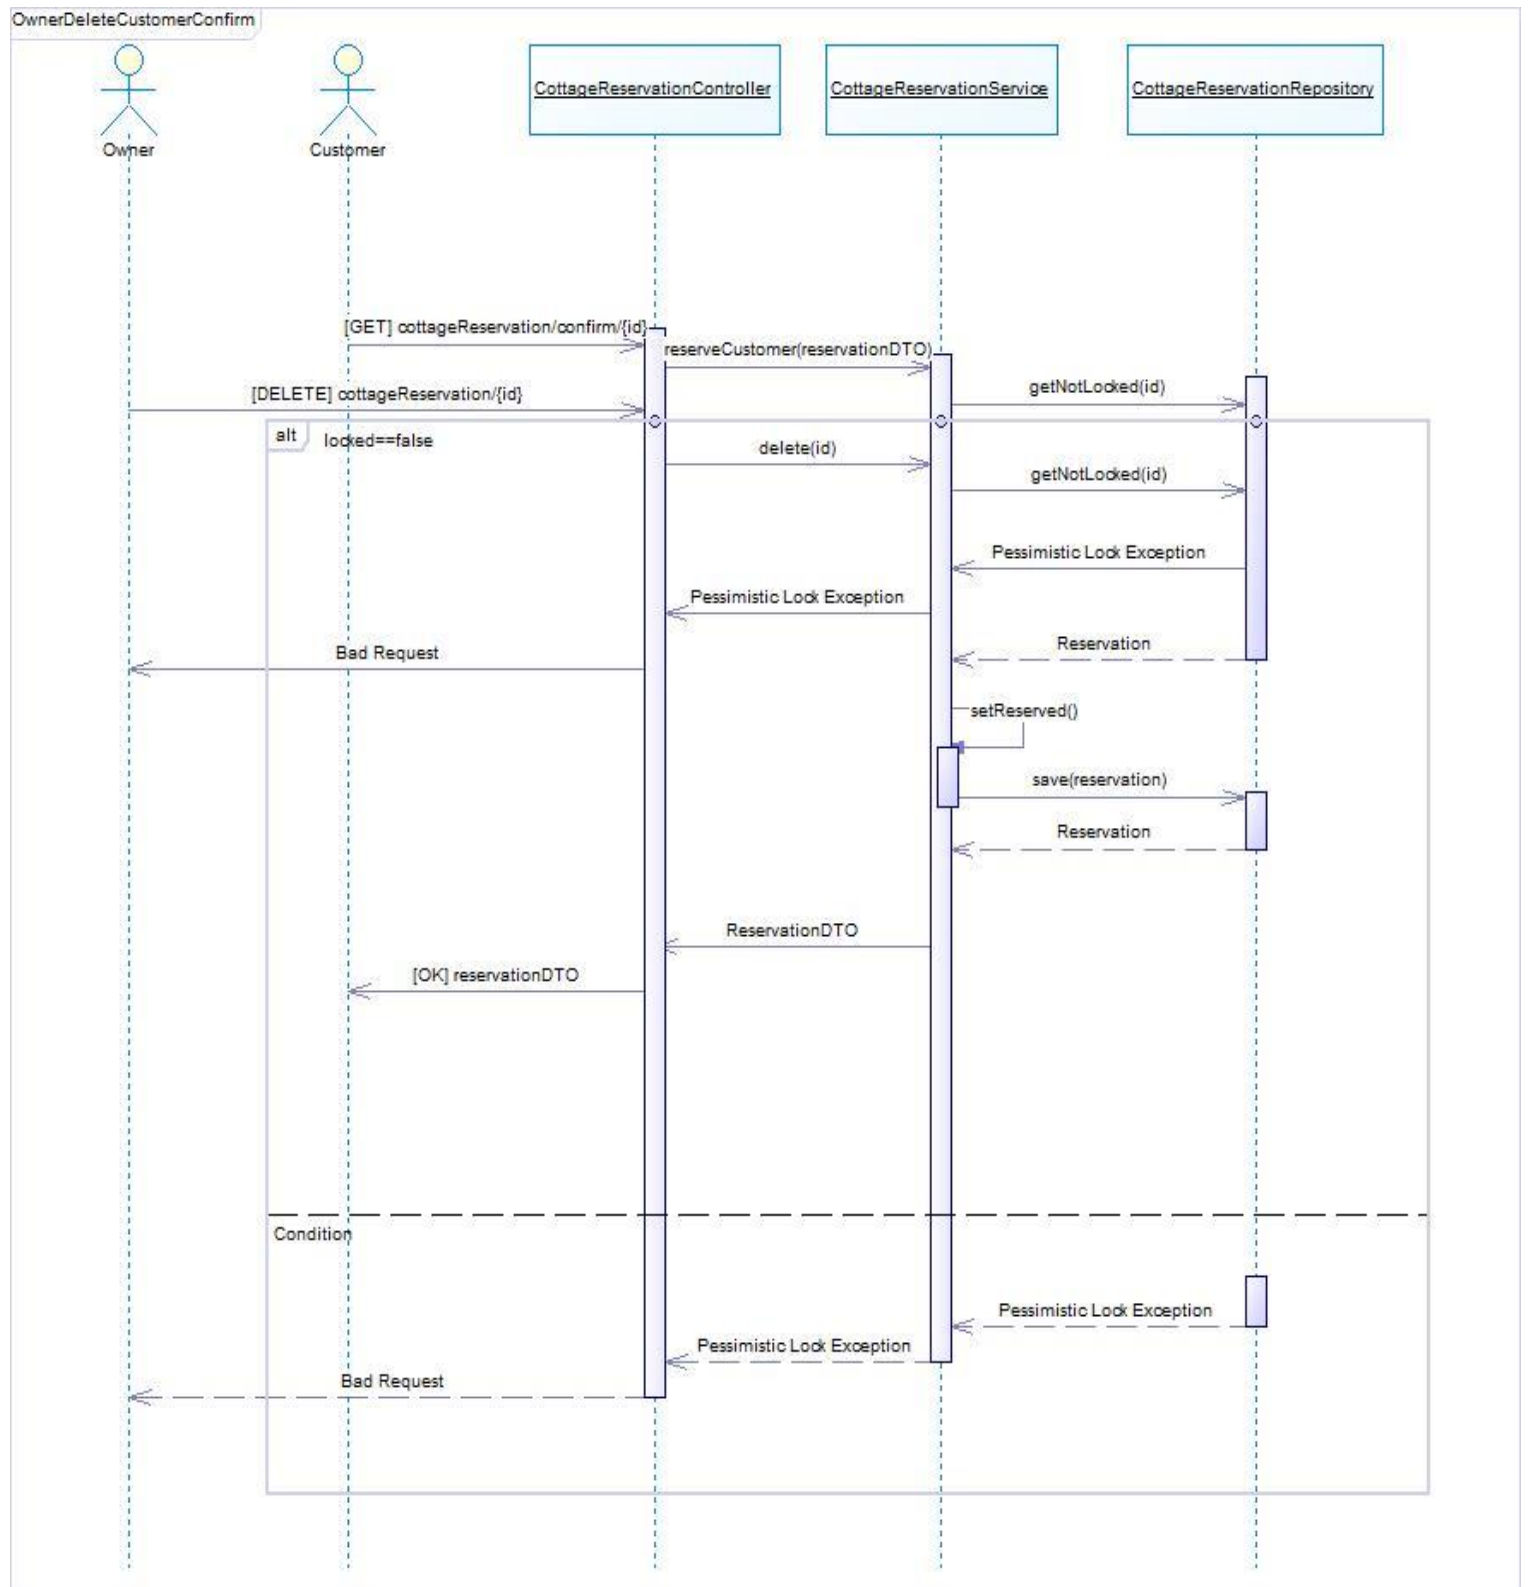 OwnerDeleteCustomerConfirm
CottageReservationController
CottageReservationService
CottageReservationRepository
Owner
Customer
[GET] cottageReservation/confirm/{id}
reserveCustomer(reservationDTO)
[DELETE] cottageReservation/{id}
getNotLocked(id)
alt
locked==false
delete(id)
getNotLocked(id)
Pessimistic Lock Exception
Pessimistic Lock Exception
Reservation
Bad Request
setReserved()
save(reservation)
Reservation
ReservationDTO
[OK] reservationDTO
Condition
Pessimistic Lock Exception
Pessimistic Lock Exception
Bad Request